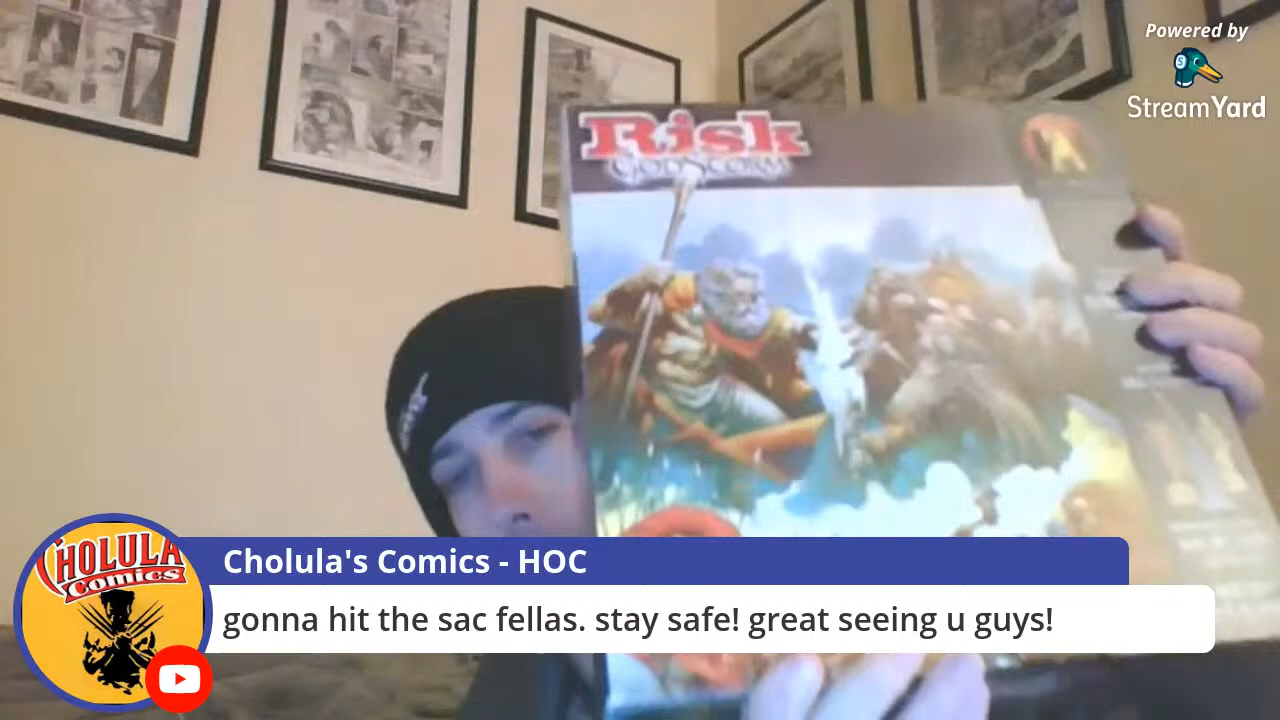 Powered by
StreamYard
Risk
GodStorm
CHOLULA'S
Comics
Cholula's Comics - HOC
gonna hit the sac fellas. stay safe! great seeing u guys!